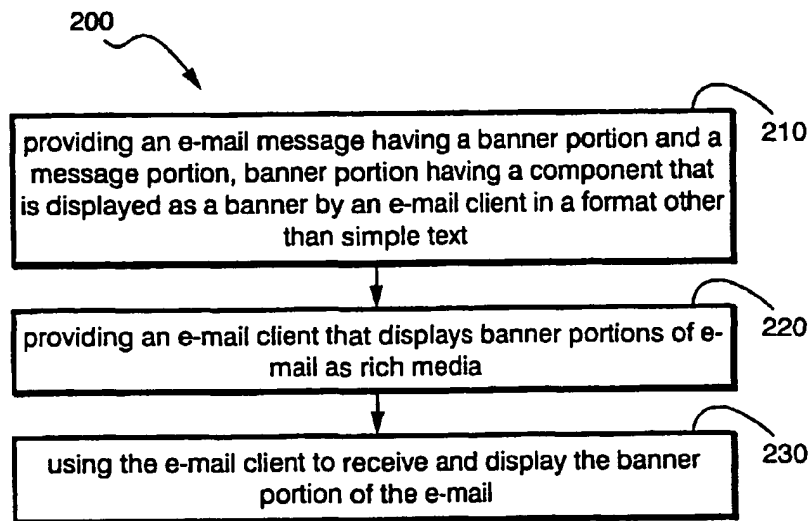 200
210
providing an e-mail message having a banner portion and a
message portion, banner portion having a component that
is displayed as a banner by an e-mail client in a format other
than simple text
220
providing an e-mail client that displays banner portions of e-
mail as rich media
230
using the e-mail client to receive and display the banner
portion of the e-mail